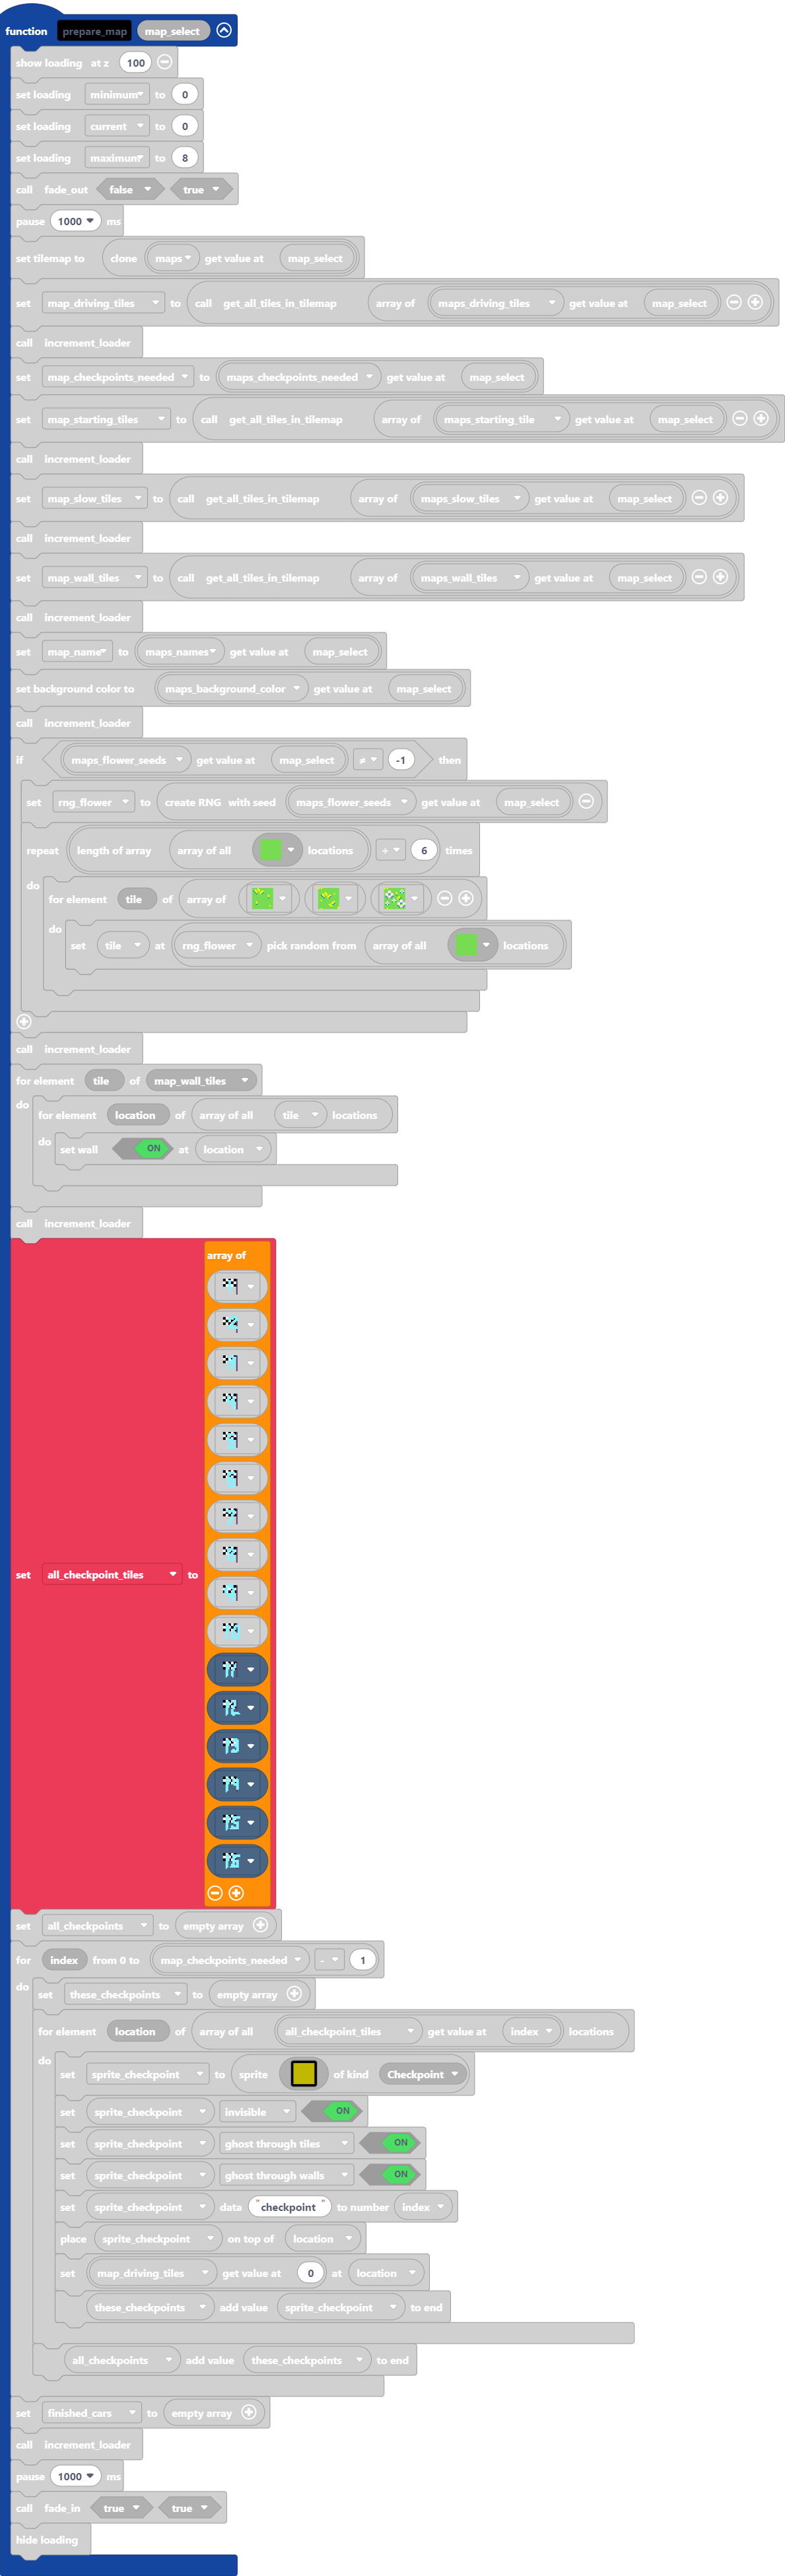 function prepare_map map_select
show loading at z 100
set loading minimum to 0
set loading current to 0
set loading maximum to 8
call fade_out false true
pause 1000 ms
set tilemap to clone maps get value at map_select
set map_driving_tiles to call get_all_tiles_in_tilemap array of maps_driving_tiles get value at map_select
call increment_loader
set map_checkpoints_needed to maps_checkpoints_needed get value at map_select
set map_starting_tiles to call get_all_tiles_in_tilemap array of maps_starting_tile get value at map_select
call increment_loader
set map_slow_tiles to call get_all_tiles_in_tilemap array of maps_slow_tiles get value at map_select
call increment_loader
set map_wall_tiles to call get_all_tiles_in_tilemap array of maps_wall_tiles get value at map_select
call increment_loader
set map_name to maps_names get value at map_select
set background color to maps_background_color get value at map_select
call increment_loader
if maps_flower_seeds get value at map_select ≠ -1 then
set rng_flower to create RNG with seed maps_flower_seeds get value at map_select
repeat length of array array of all locations ÷ 6 times
do for element tile of array of
do set tile at rng_flower pick random from array of all locations
call increment_loader
for element tile of map_wall_tiles
do for element location of array of all tile locations
do set wall ON at location
call increment_loader
array of
set all_checkpoint_tiles to
11
12
13
14
15
16
set all_checkpoints to empty array
for index from 0 to map_checkpoints_needed - 1
do set these_checkpoints to empty array
for element location of array of all all_checkpoint_tiles get value at index locations
do set sprite_checkpoint to sprite of kind Checkpoint
set sprite_checkpoint invisible ON
set sprite_checkpoint ghost through tiles ON
set sprite_checkpoint ghost through walls ON
set sprite_checkpoint data "checkpoint" to number index
place sprite_checkpoint on top of location
set map_driving_tiles get value at 0 at location
these_checkpoints add value sprite_checkpoint to end
all_checkpoints add value these_checkpoints to end
set finished_cars to empty array
call increment_loader
pause 1000 ms
call fade_in true true
hide loading